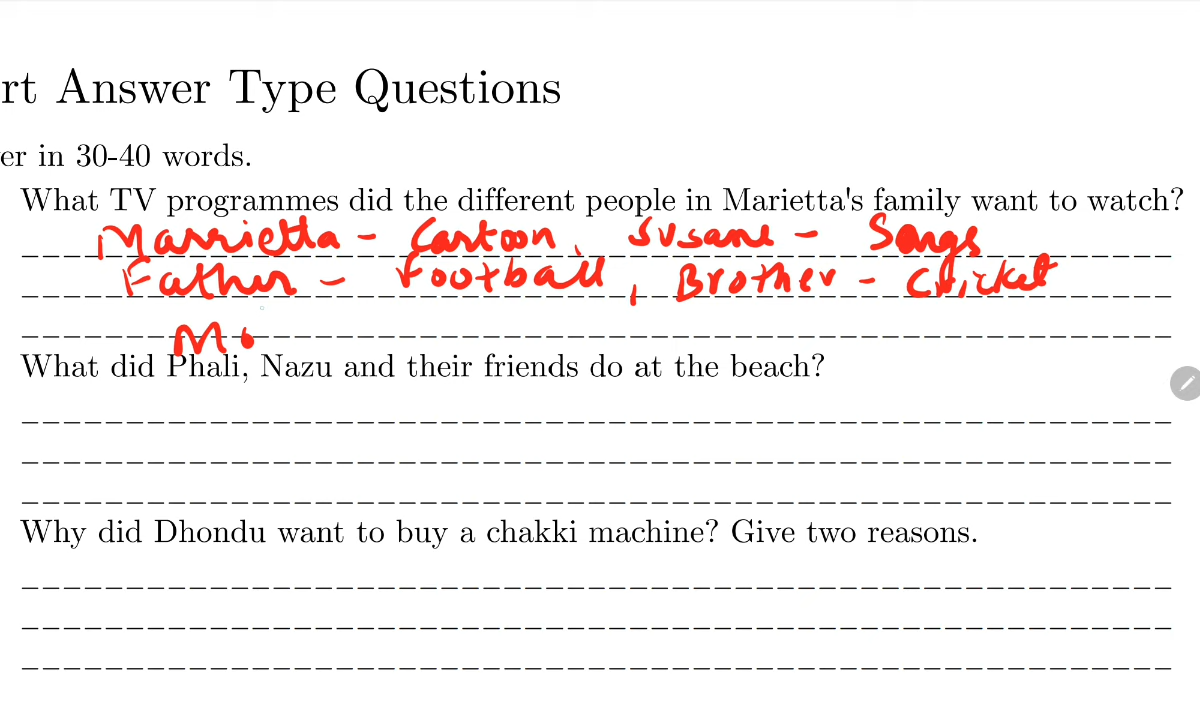 rt Answer Type Questions
er in 30-40 words.
What TV programmes did the different people in Marietta's family want to watch?
Marrietta - Cartoon, Susane - Songs
Father - Football, Brother - Cricket
Mo
What did Phali, Nazu and their friends do at the beach?
Why did Dhondu want to buy a chakki machine? Give two reasons.